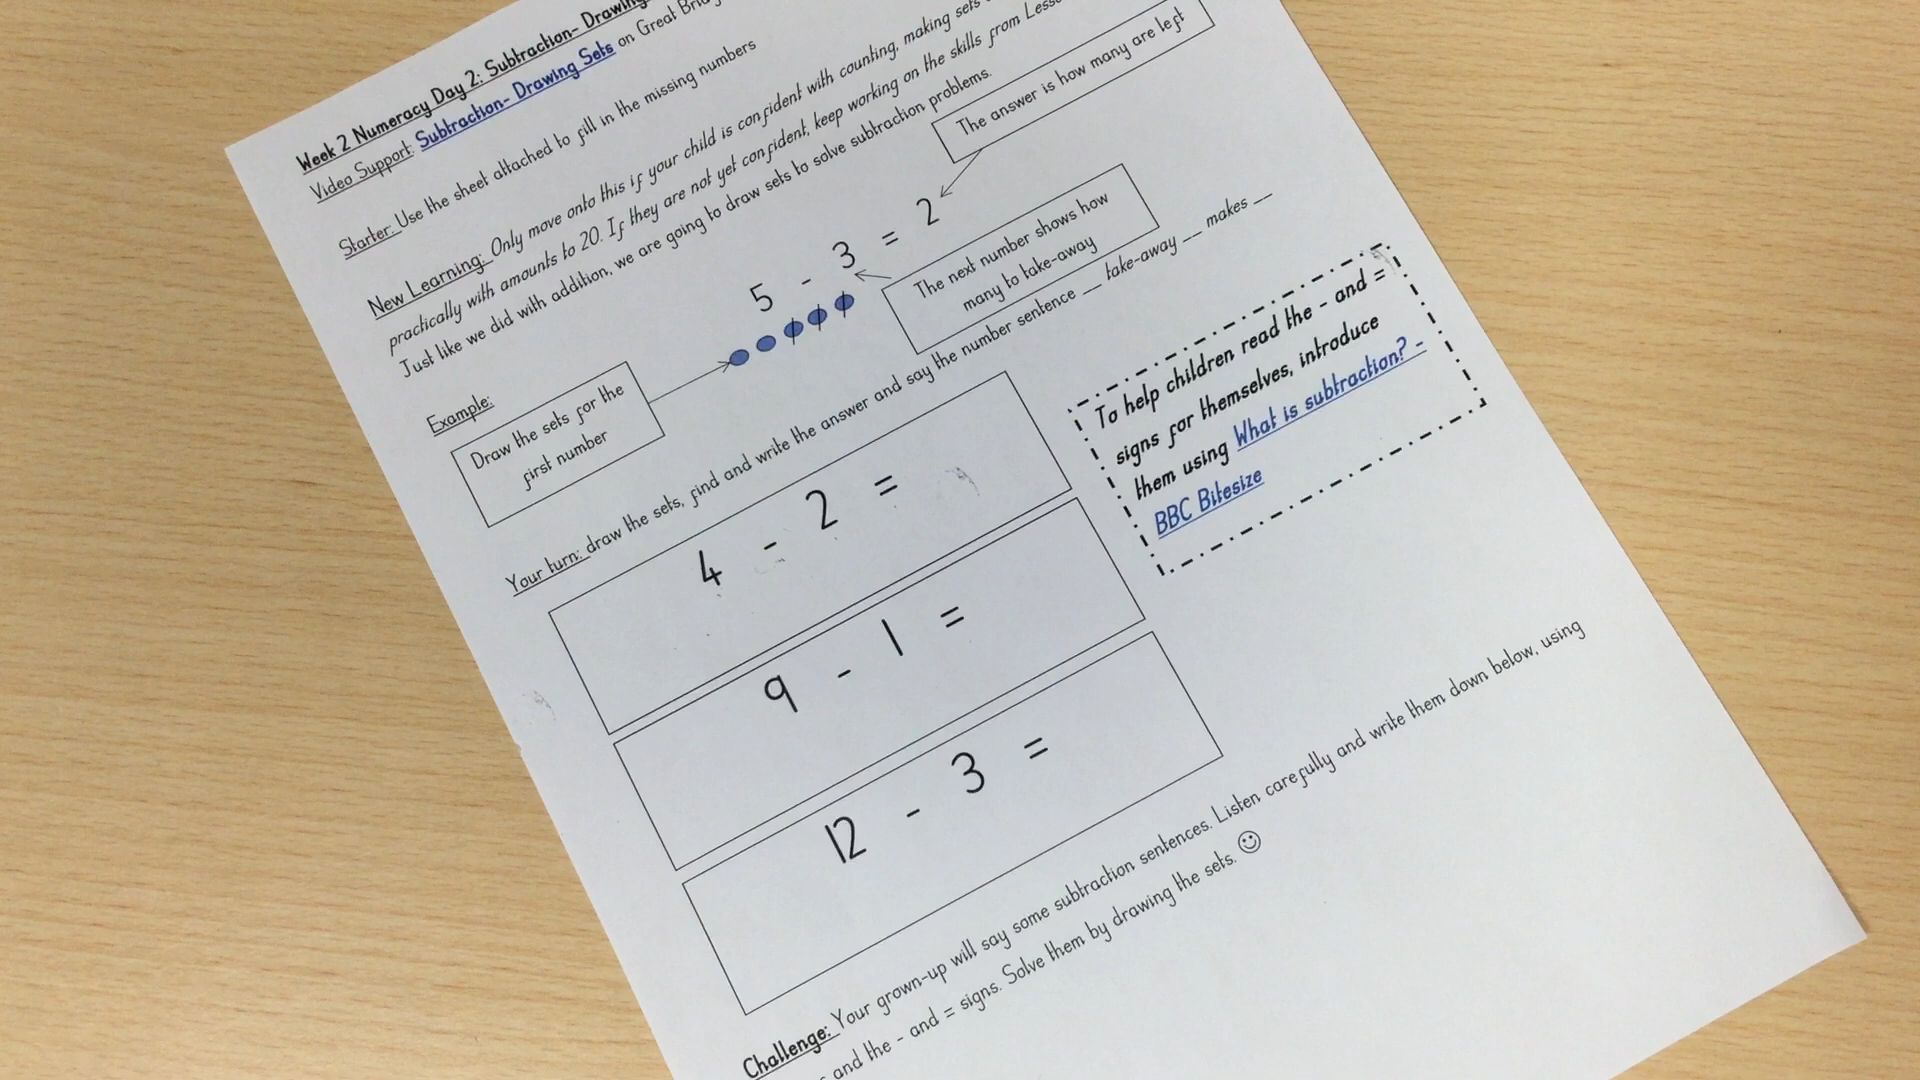 Week 2 Numeracy Day 2: Subtraction- Drawing
Video Support: Subtraction- Drawing Sets on Great
Starter: Use the sheet attached to fill in the missing numbers
New Learning: Only move onto this if your child is confident with counting, making sets
practically with amounts to 20. If they are not yet confident, keep working on the skills from
Just like we did with addition, we are going to draw sets to solve subtraction problems.
The answer is how many are left
Example:
5 - 3 = 2
Draw the sets for the
first number
The next number shows how
many to take-away
Your turn: draw the sets, find and write the answer and say the number sentence __ take-away __ makes __
4 - 2 =
9 - 1 =
12 - 3 =
To help children read the - and =
signs for themselves, introduce
them using What is subtraction? -
BBC Bitesize
Challenge: Your grown-up will say some subtraction sentences. Listen carefully and write them down below, using
and the - and = signs. Solve them by drawing the sets. ☺